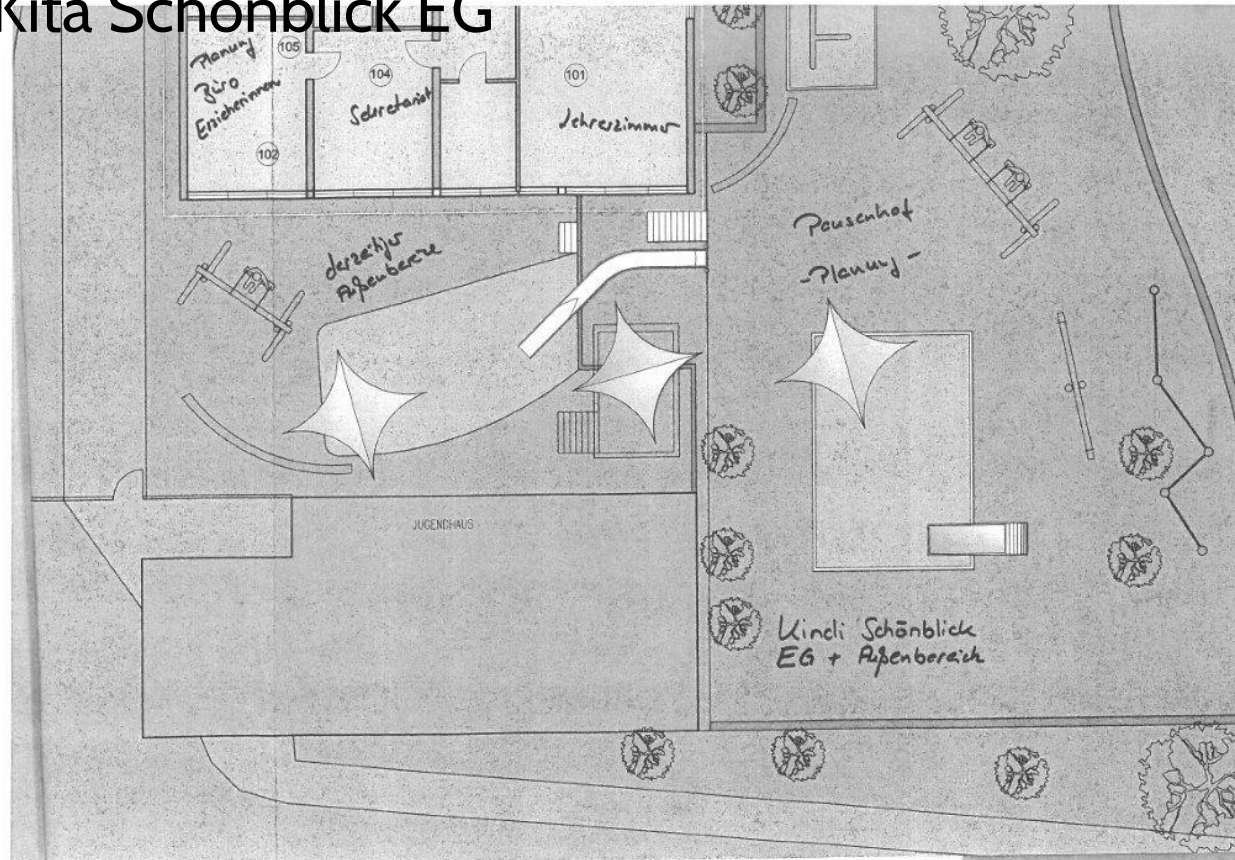 Kita Schönblick EG
Planung
Büro
Erzieherinnen
105
102
104
Sekretariat
101
Lehrerzimmer
derzeitiger
Außenbereich
Pausenhof
-Planung-
JUGENDHAUS
Kindi Schönblick
EG + Außenbereich